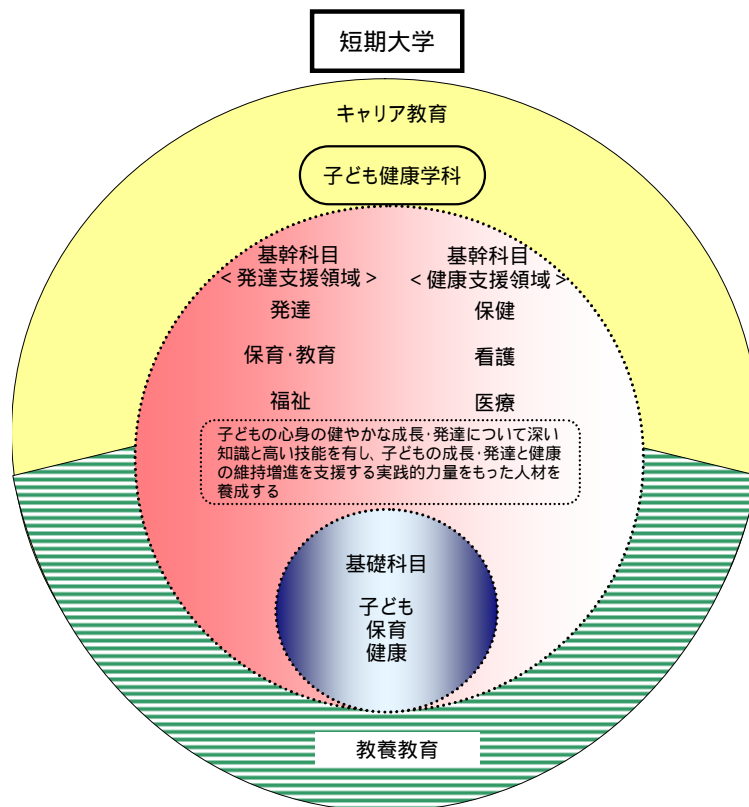 短期大学
キャリア教育
子ども健康学科
基幹科目
＜発達支援領域＞
発達
保育・教育
福祉
基幹科目
＜健康支援領域＞
保健
看護
医療
子どもの心身の健やかな成長・発達について深い
知識と高い技能を有し、子どもの成長・発達と健康
の維持増進を支援する実践的力量をもった人材を
養成する
基礎科目
子ども
保育
健康
教養教育